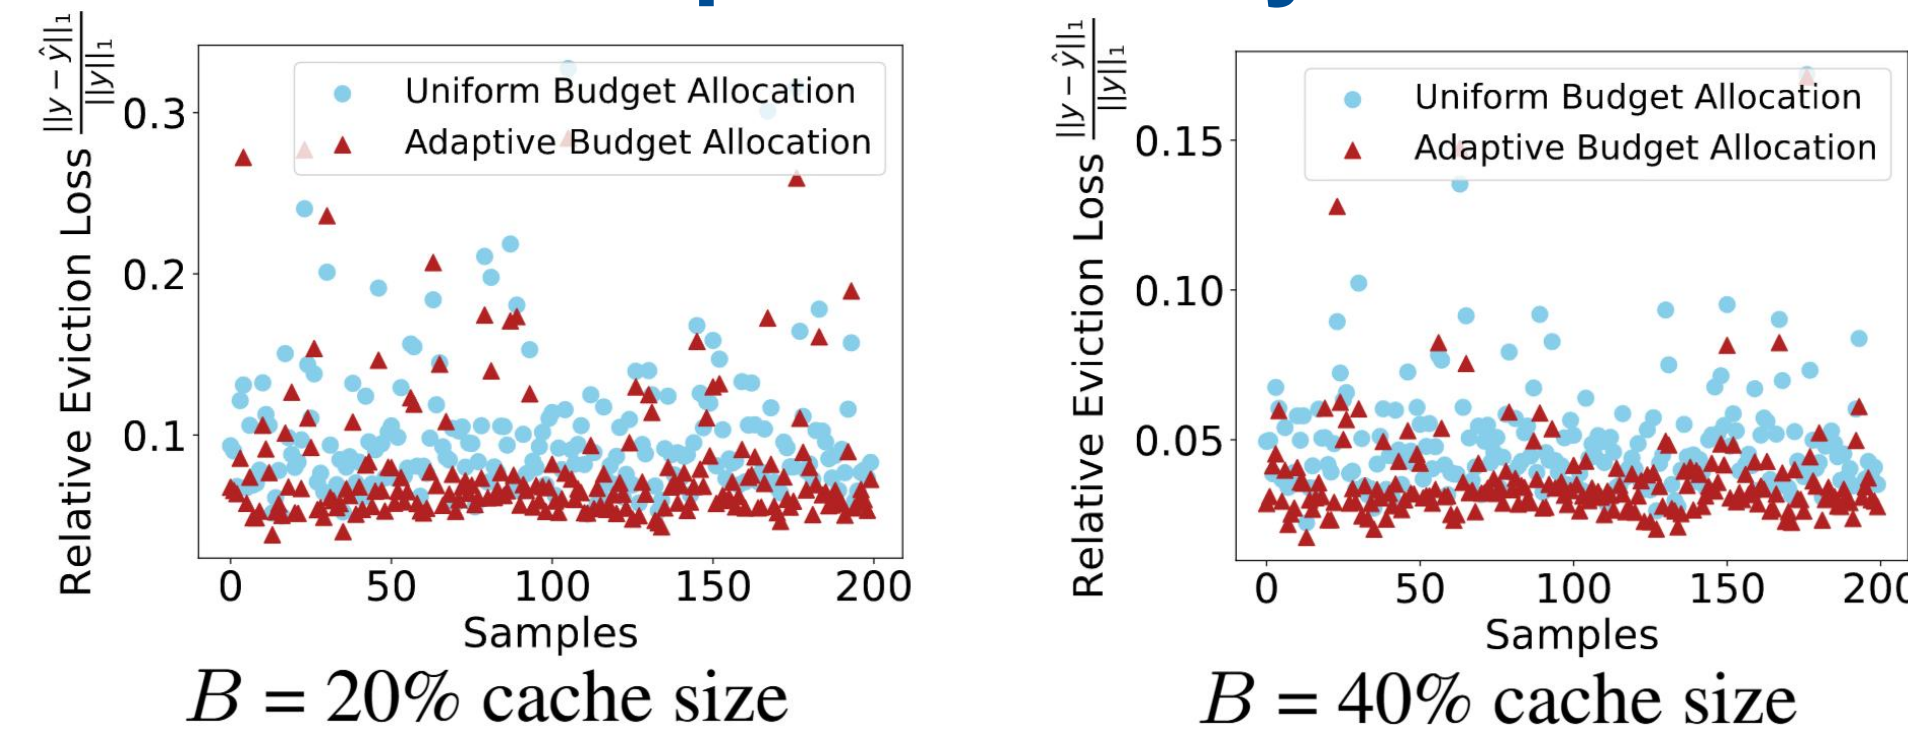 Relative Eviction Loss ||y − ŷ||₁ / ||y||₁
0.3
0.2
0.1
Uniform Budget Allocation
Adaptive Budget Allocation
0 50 100 150 200
Samples
B = 20% cache size
Relative Eviction Loss ||y − ŷ||₁ / ||y||₁
0.15
0.10
0.05
Uniform Budget Allocation
Adaptive Budget Allocation
0 50 100 150 200
Samples
B = 40% cache size